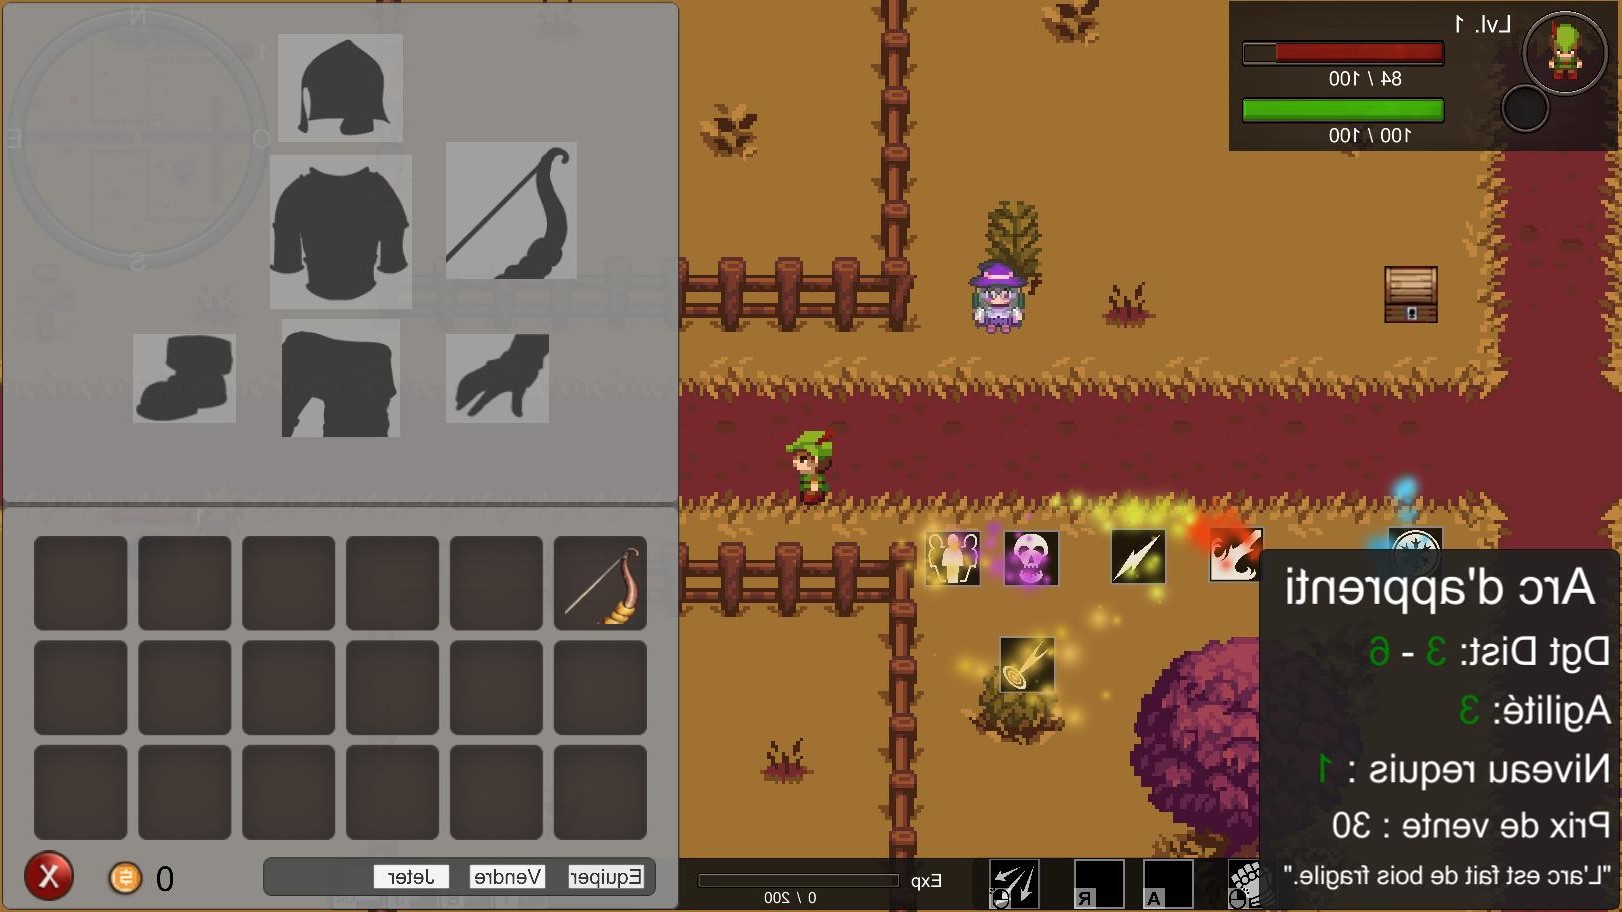 Lvl. 1
84 / 100
100 / 100
N
E
O
S
Arc d'apprenti
Dgt Dist: 3 - 6
Agilité: 3
Niveau requis : 1
Prix de vente : 30
"L'arc est fait de bois fragile."
Equiper
Vendre
Jeter
0
X
Exp
0 / 200
A
R